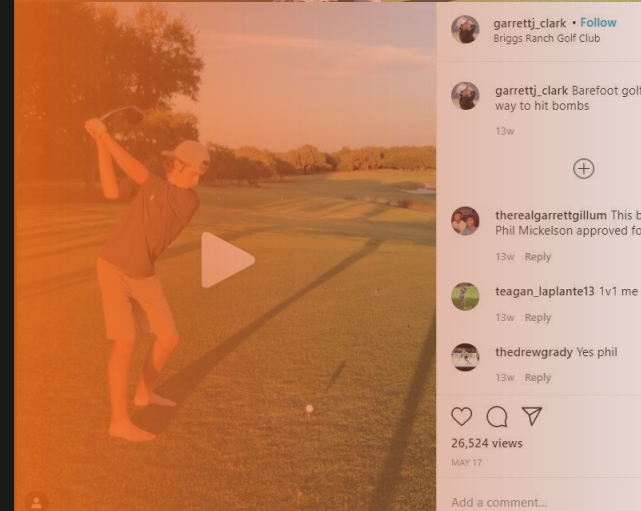 garrettj_clark • Follow
Briggs Ranch Golf Club
garrettj_clark Barefoot golf
way to hit bombs
13w
therealgarrettgillum This b
Phil Mickelson approved fo
13w Reply
teagan_laplante13 1v1 me
13w Reply
thedrewgrady Yes phil
13w Reply
26,524 views
MAY 17
Add a comment...